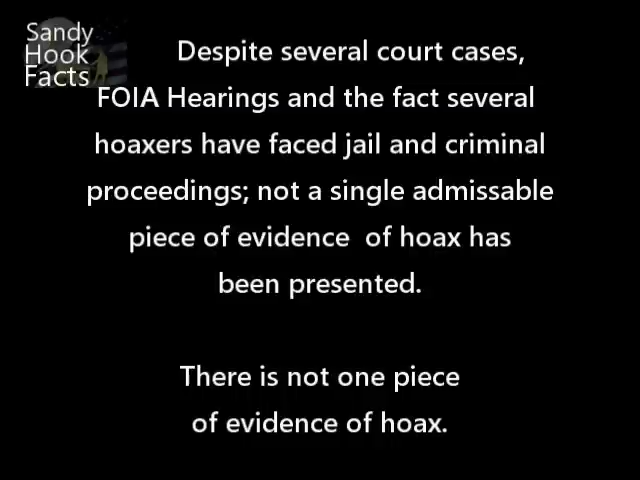 Sandy
Hook
Facts
Despite several court cases,
FOIA Hearings and the fact several
hoaxers have faced jail and criminal
proceedings; not a single admissable
piece of evidence of hoax has
been presented.
There is not one piece
of evidence of hoax.